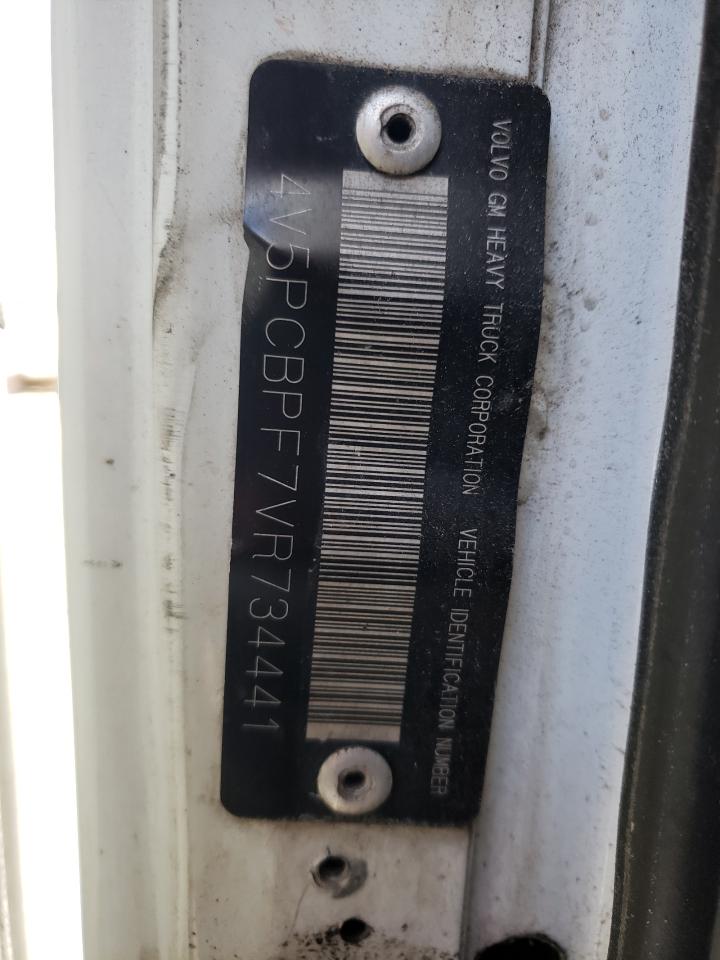 VOLVO GM HEAVY TRUCK CORPORATION VEHICLE IDENTIFICATION NUMBER
4V5PCBPF7VR734441